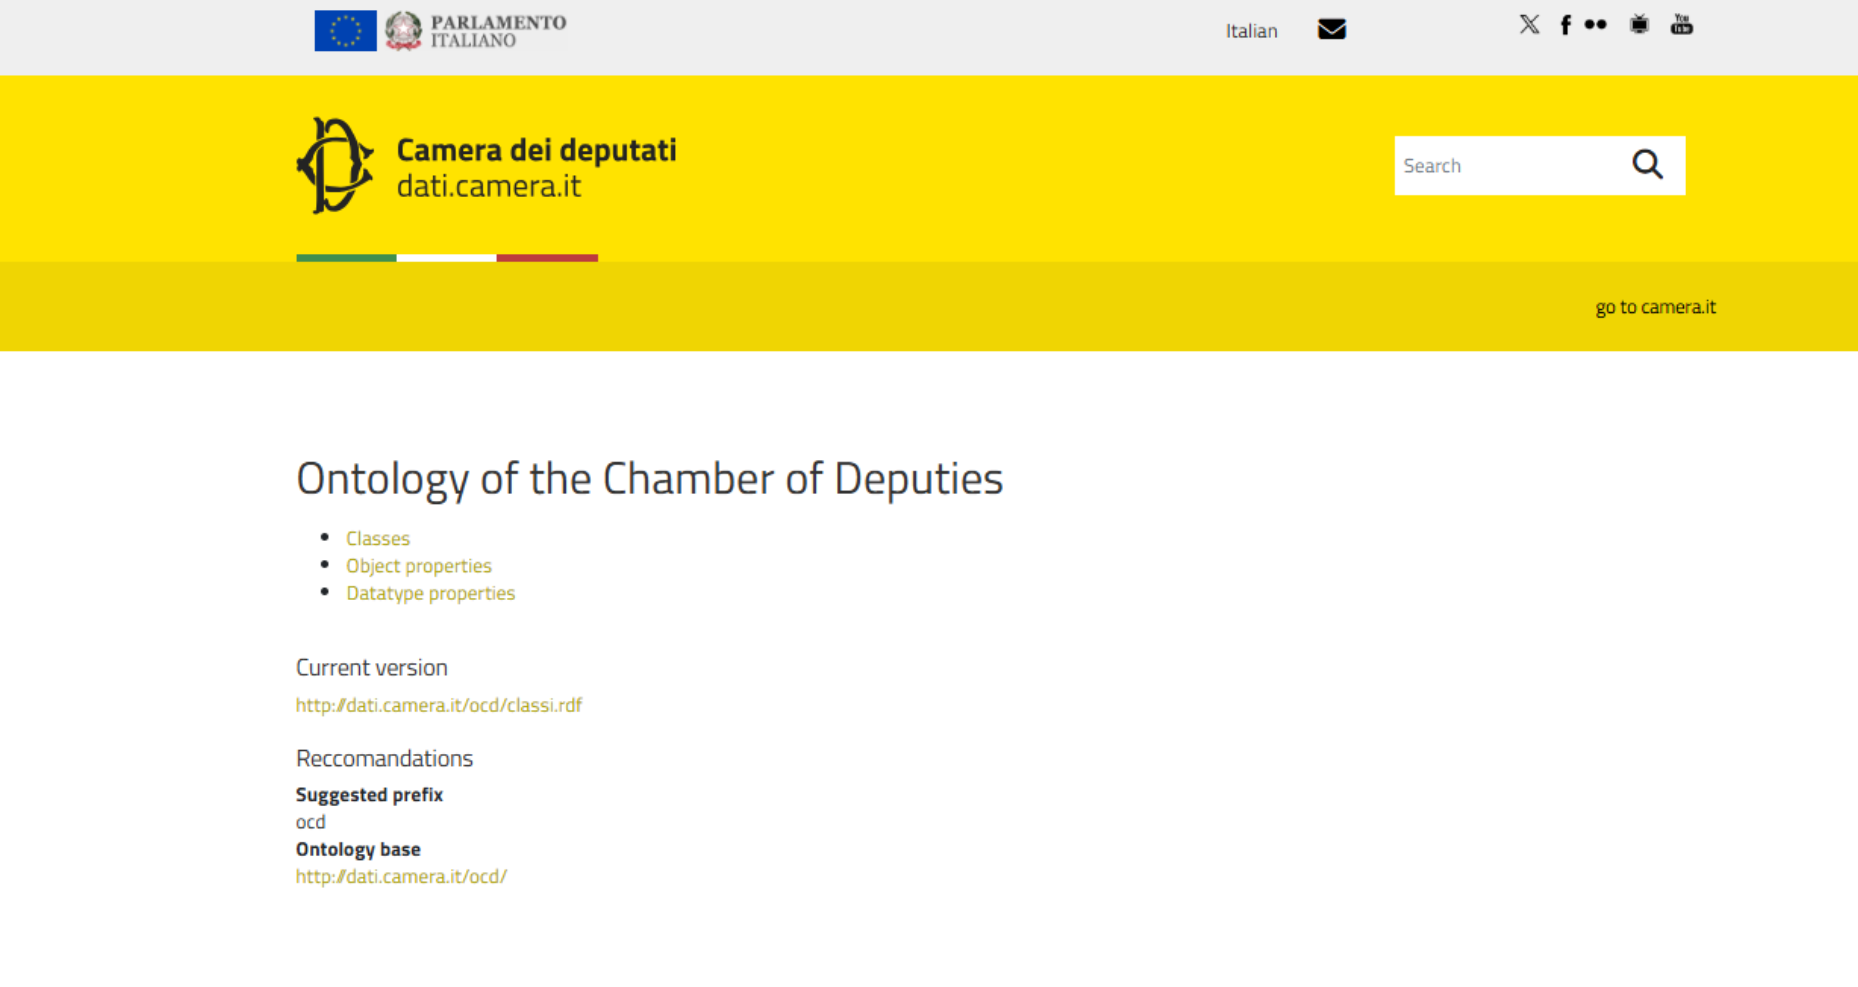 PARLAMENTO
ITALIANO
Italian
You
Tube
Camera dei deputati
dati.camera.it
Search
go to camera.it
Ontology of the Chamber of Deputies
Classes
Object properties
Datatype properties
Current version
http://dati.camera.it/ocd/classi.rdf
Reccomandations
Suggested prefix
ocd
Ontology base
http://dati.camera.it/ocd/